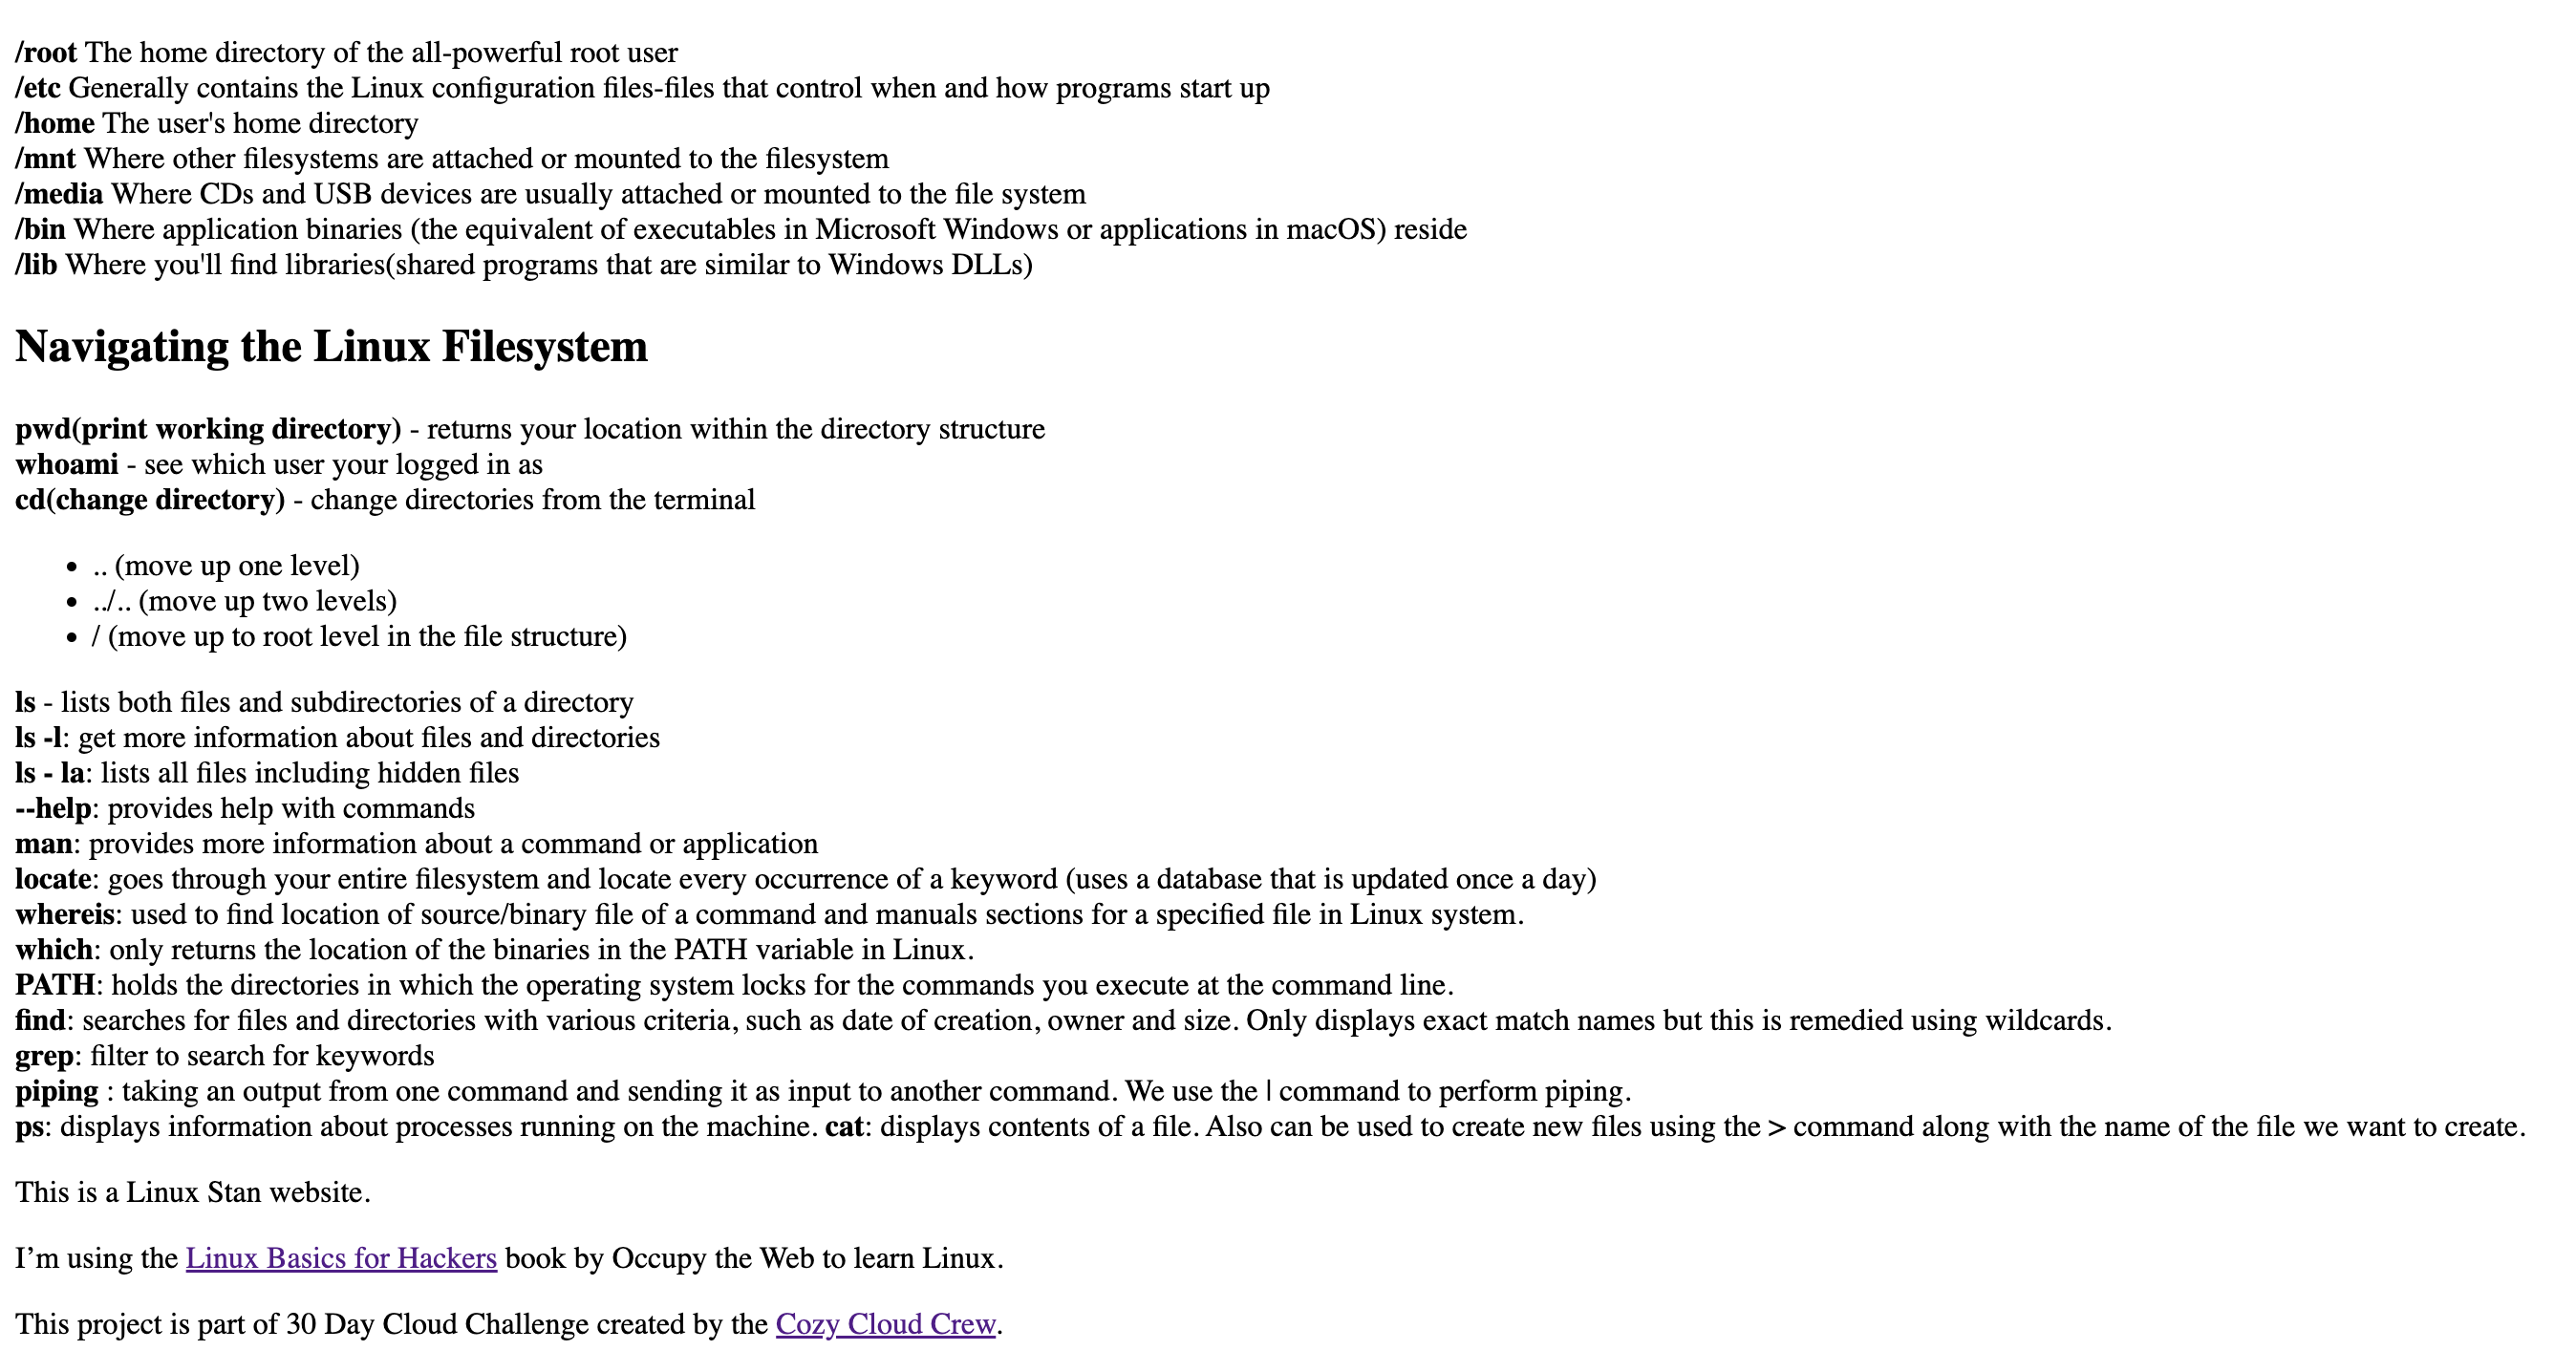 /root The home directory of the all-powerful root user
/etc Generally contains the Linux configuration files-files that control when and how programs start up
/home The user's home directory
/mnt Where other filesystems are attached or mounted to the filesystem
/media Where CDs and USB devices are usually attached or mounted to the file system
/bin Where application binaries (the equivalent of executables in Microsoft Windows or applications in macOS) reside
/lib Where you'll find libraries(shared programs that are similar to Windows DLLs)
Navigating the Linux Filesystem
pwd(print working directory) - returns your location within the directory structure
whoami - see which user your logged in as
cd(change directory) - change directories from the terminal
• .. (move up one level)
• ../.. (move up two levels)
• / (move up to root level in the file structure)
ls - lists both files and subdirectories of a directory
ls -l: get more information about files and directories
ls - la: lists all files including hidden files
--help: provides help with commands
man: provides more information about a command or application
locate: goes through your entire filesystem and locate every occurrence of a keyword (uses a database that is updated once a day)
whereis: used to find location of source/binary file of a command and manuals sections for a specified file in Linux system.
which: only returns the location of the binaries in the PATH variable in Linux.
PATH: holds the directories in which the operating system locks for the commands you execute at the command line.
find: searches for files and directories with various criteria, such as date of creation, owner and size. Only displays exact match names but this is remedied using wildcards.
grep: filter to search for keywords
piping : taking an output from one command and sending it as input to another command. We use the | command to perform piping.
ps: displays information about processes running on the machine. cat: displays contents of a file. Also can be used to create new files using the > command along with the name of the file we want to create.
This is a Linux Stan website.
I’m using the Linux Basics for Hackers book by Occupy the Web to learn Linux.
This project is part of 30 Day Cloud Challenge created by the Cozy Cloud Crew.